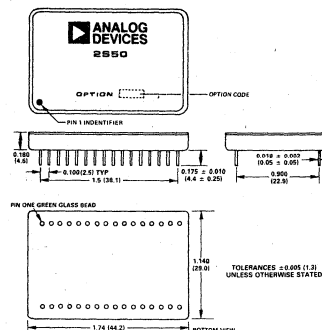 ANALOG
DEVICES
2S50
OPTION
OPTION CODE
PIN 1 INDENTIFIER
0.180
(4.6)
0.100(2.5) TYP
1.5 (38.1)
0.175 ± 0.010
(4.4 ± 0.25)
0.018 ± 0.002
(0.05 ± 0.05)
0.900
(22.9)
PIN ONE GREEN GLASS BEAD
1.140
(29.0)
TOLERANCES ±0.005 (1.3)
UNLESS OTHERWISE STATED
1.74 (44.2)
BOTTOM VIEW